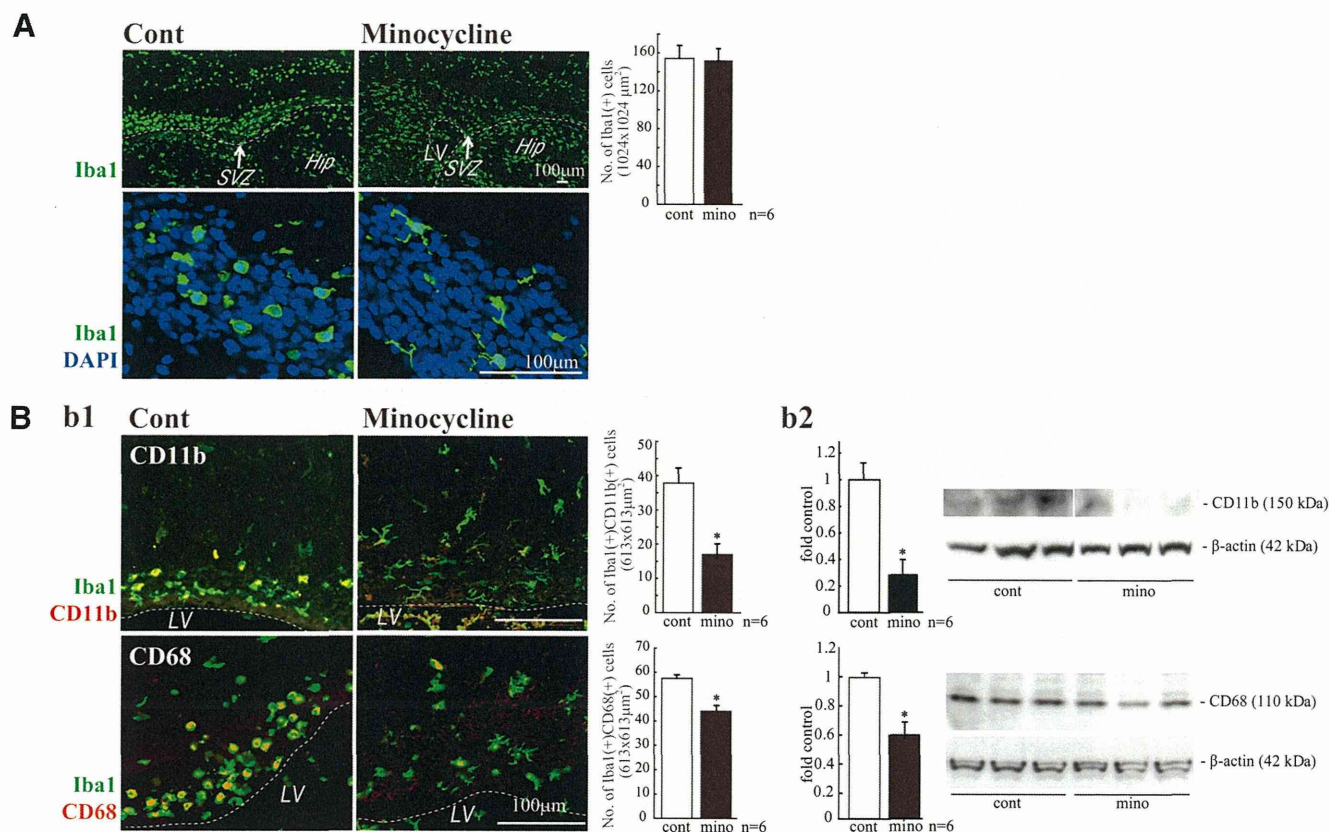 A
Cont
Minocycline
Iba1
SVZ
Hip
LV
SVZ
Hip
100µm
No. of Iba1(+) cells
(1024x1024 µm²)
160
120
80
40
0
cont
mino
n=6
Iba1
DAPI
100µm
B
b1
Cont
Minocycline
b2
CD11b
Iba1
CD11b
LV
LV
No. of Iba1(+)CD11b(+) cells
(613x613µm²)
50
40
30
20
10
0
*
cont
mino
n=6
fold control
1.2
1
0.8
0.6
0.4
0.2
0
*
cont
mino
n=6
- CD11b (150 kDa)
- β-actin (42 kDa)
cont
mino
CD68
Iba1
CD68
LV
LV
100µm
No. of Iba1(+)CD68(+) cells
(613x613µm²)
70
60
50
40
30
20
10
0
*
cont
mino
n=6
fold control
1.2
1
0.8
0.6
0.4
0.2
0
*
cont
mino
n=6
- CD68 (110 kDa)
- β-actin (42 kDa)
cont
mino